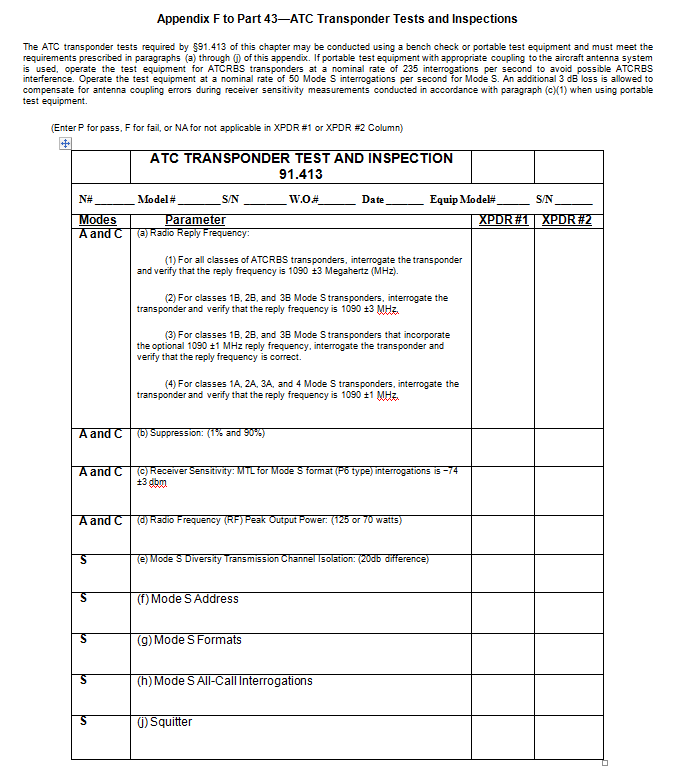 Appendix F to Part 43—ATC Transponder Tests and Inspections
The ATC transponder tests required by §91.413 of this chapter may be conducted using a bench check or portable test equipment and must meet the
requirements prescribed in paragraphs (a) through (j) of this appendix. If portable test equipment with appropriate coupling to the aircraft antenna system
is used, operate the test equipment for ATCRBS transponders at a nominal rate of 235 interrogations per second to avoid possible ATCRBS
interference. Operate the test equipment at a nominal rate of 50 Mode S interrogations per second for Mode S. An additional 3 dB loss is allowed to
compensate for antenna coupling errors during receiver sensitivity measurements conducted in accordance with paragraph (c)(1) when using portable
test equipment.
(Enter P for pass, F for fail, or NA for not applicable in XPDR #1 or XPDR #2 Column)
ATC TRANSPONDER TEST AND INSPECTION
91.413
N# ______ Model # ______ S/N ______ W.O.# ______ Date ______ Equip Model# ______ S/N ______
Modes Parameter XPDR #1 XPDR #2
A and C (a) Radio Reply Frequency:
(1) For all classes of ATCRBS transponders, interrogate the transponder
and verify that the reply frequency is 1090 ±3 Megahertz (MHz).
(2) For classes 1B, 2B, and 3B Mode S transponders, interrogate the
transponder and verify that the reply frequency is 1090 ±3 MHz.
(3) For classes 1B, 2B, and 3B Mode S transponders that incorporate
the optional 1090 ±1 MHz reply frequency, interrogate the transponder and
verify that the reply frequency is correct.
(4) For classes 1A, 2A, 3A, and 4 Mode S transponders, interrogate the
transponder and verify that the reply frequency is 1090 ±1 MHz.
A and C (b) Suppression: (1% and 90%)
A and C (c) Receiver Sensitivity: MTL for Mode S format (P6 type) interrogations is −74
±3 dbm
A and C (d) Radio Frequency (RF) Peak Output Power: (125 or 70 watts)
S (e) Mode S Diversity Transmission Channel Isolation: (20db difference)
S (f) Mode S Address
S (g) Mode S Formats
S (h) Mode S All-Call Interrogations
S (j) Squitter